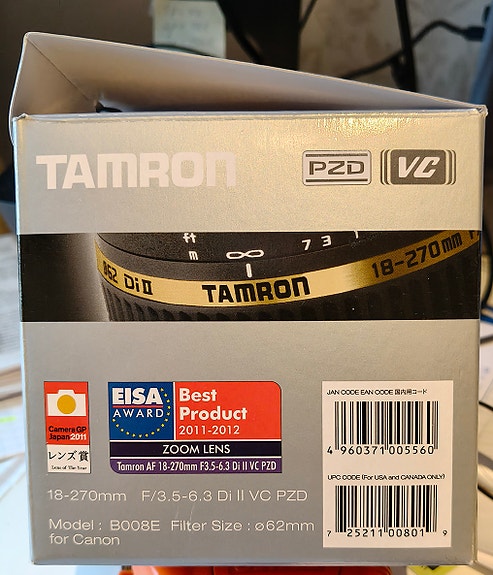 TAMRON
PZD VC
ft
m ∞ 7 3
B62 Di II TAMRON 18-270mm F
Camera GP
Japan 2011
レンズ賞
Lens of The Year
EISA
AWARD
Best
Product
2011-2012
ZOOM LENS
Tamron AF 18-270mm F3.5-6.3 Di II VC PZD
JAN CODE EAN CODE 国内用コード
4 960371 005560
UPC CODE (For USA and CANADA ONLY)
7 25211 00801 9
18-270mm F/3.5-6.3 Di II VC PZD
Model : B008E Filter Size : ø62mm
for Canon